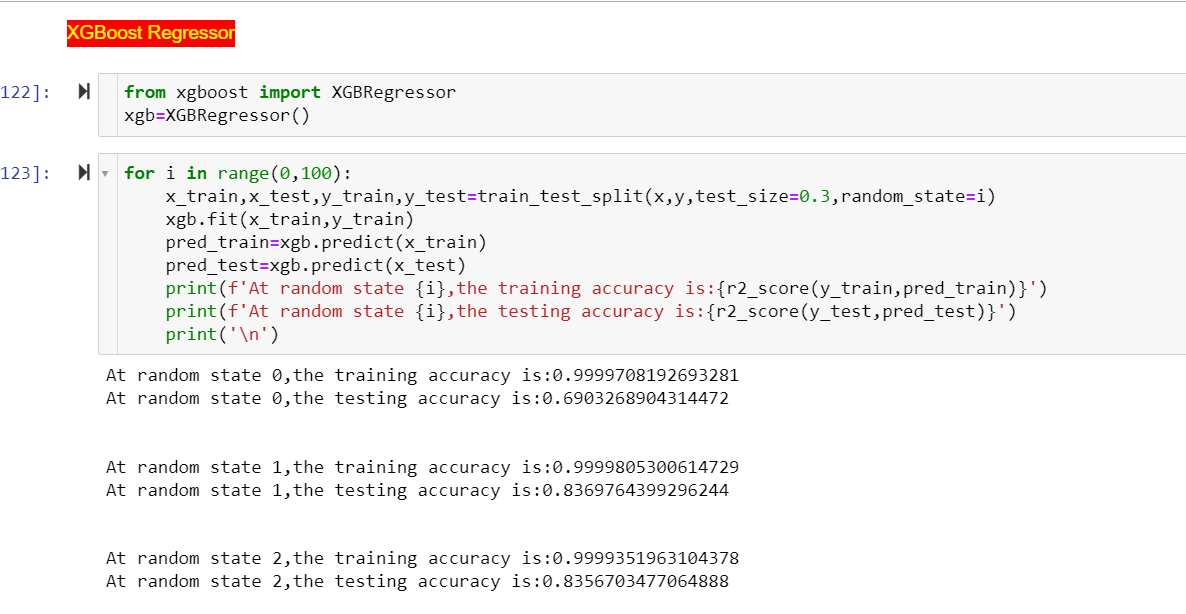 XGBoost Regressor
122]:
from xgboost import XGBRegressor
xgb=XGBRegressor()
123]:
for i in range(0,100):
    x_train,x_test,y_train,y_test=train_test_split(x,y,test_size=0.3,random_state=i)
    xgb.fit(x_train,y_train)
    pred_train=xgb.predict(x_train)
    pred_test=xgb.predict(x_test)
    print(f'At random state {i},the training accuracy is:{r2_score(y_train,pred_train)}')
    print(f'At random state {i},the testing accuracy is:{r2_score(y_test,pred_test)}')
    print('\n')
At random state 0,the training accuracy is:0.9999708192693281
At random state 0,the testing accuracy is:0.6903268904314472
At random state 1,the training accuracy is:0.9999805300614729
At random state 1,the testing accuracy is:0.8369764399296244
At random state 2,the training accuracy is:0.9999351963104378
At random state 2,the testing accuracy is:0.8356703477064888